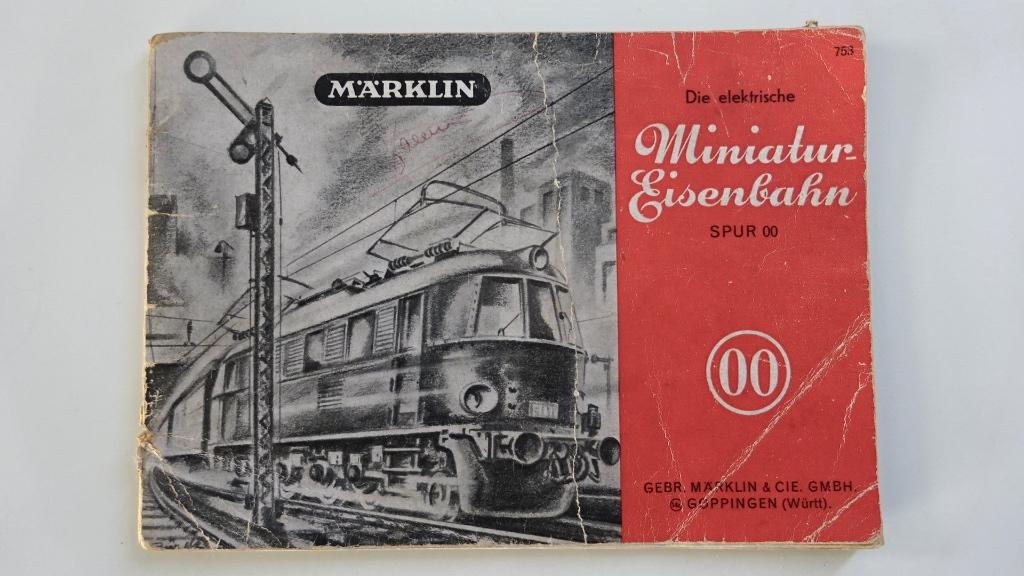 MÄRKLIN
753
Die elektrische
Miniatur-
Eisenbahn
SPUR 00
00
GEBR. MÄRKLIN & CIE. GMBH.
GÖPPINGEN (Württ).